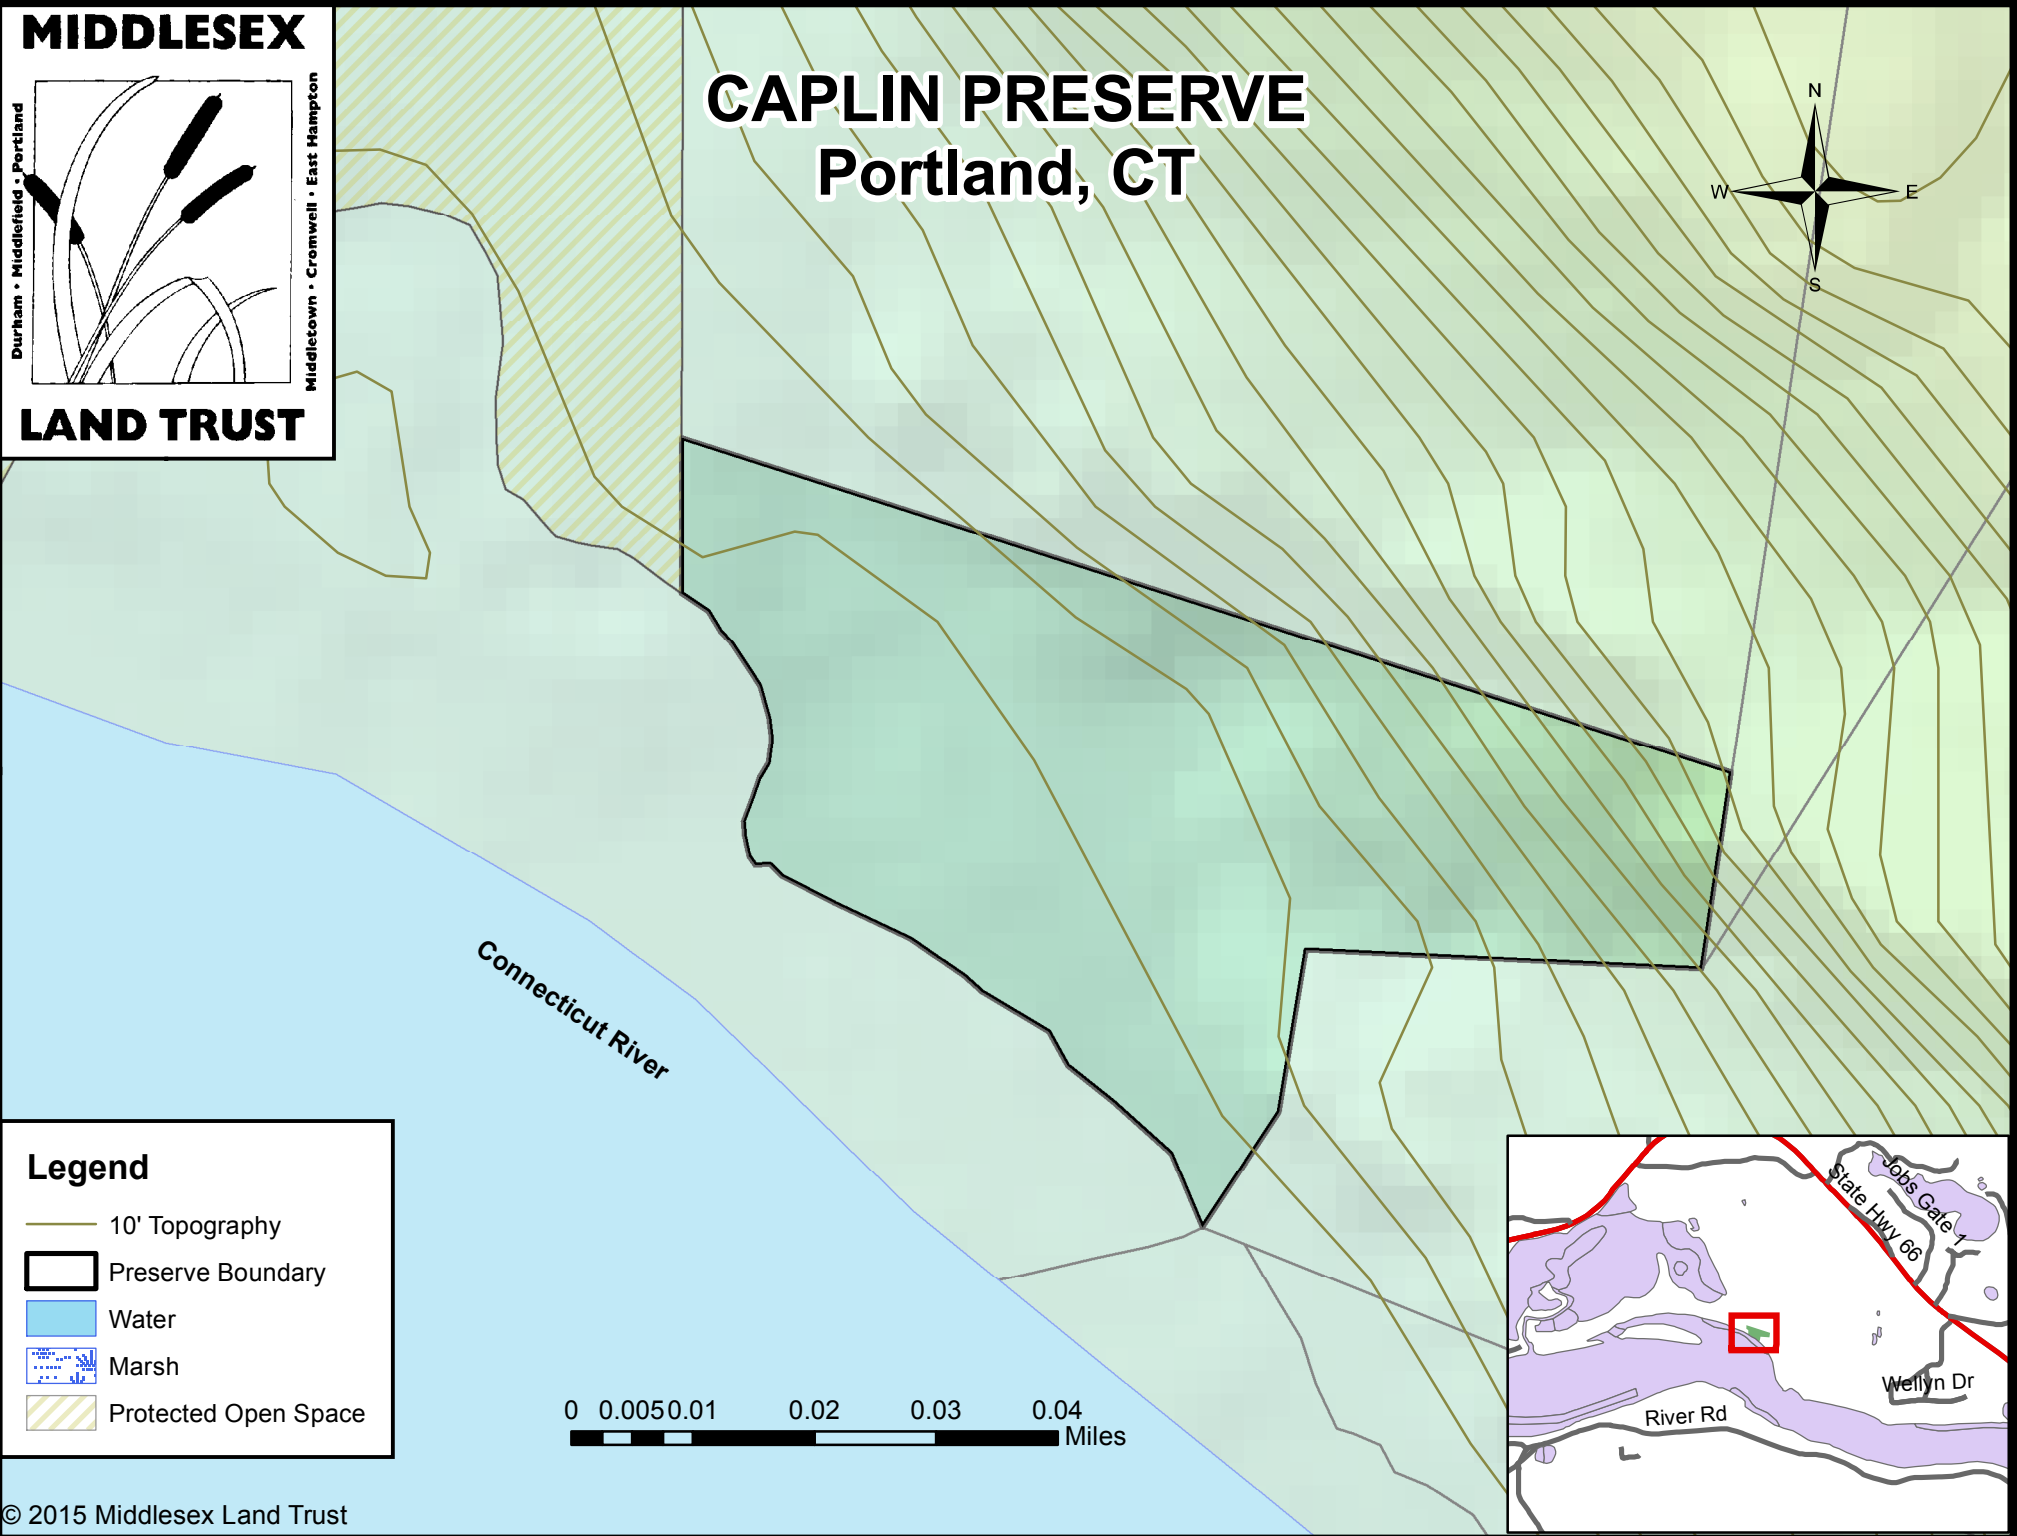 MIDDLESEX
Durham • Middlefield • Portland
Middletown • Cromwell • East Hampton
LAND TRUST
CAPLIN PRESERVE
Portland, CT
N
W
E
S
Connecticut River
Legend
10' Topography
Preserve Boundary
Water
Marsh
Protected Open Space
0 0.005 0.01 0.02 0.03 0.04
Miles
Jobs Gate 1
State Hwy 66
Wellyn Dr
River Rd
© 2015 Middlesex Land Trust